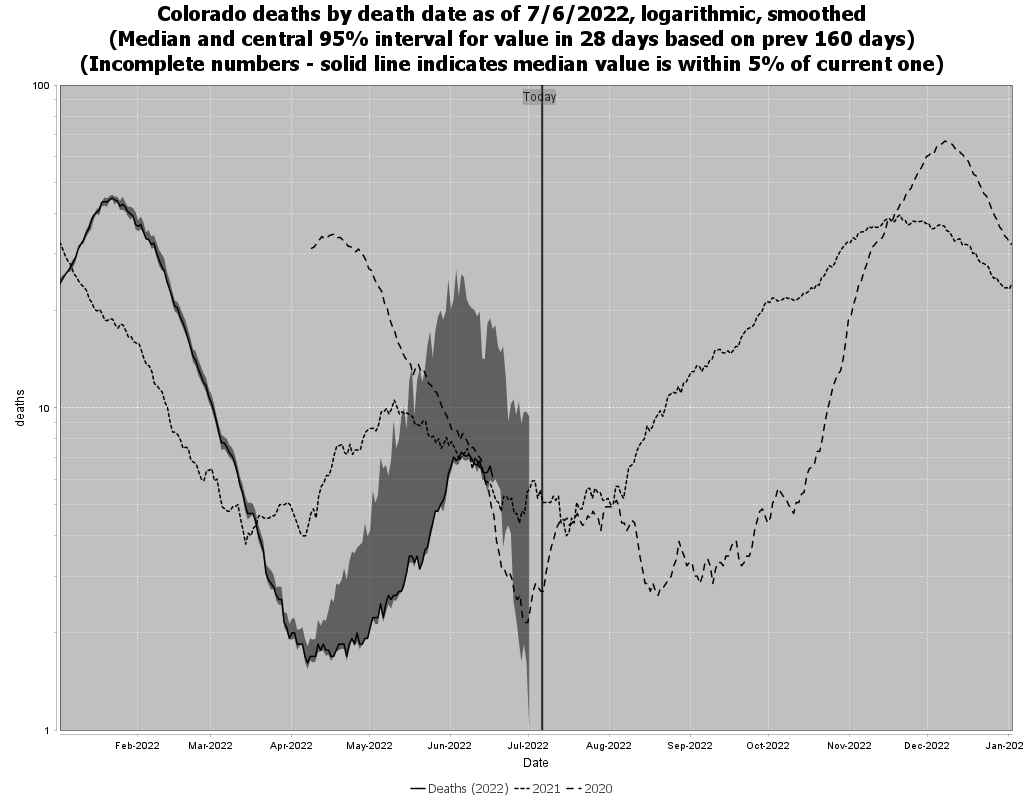 Colorado deaths by death date as of 7/6/2022, logarithmic, smoothed
(Median and central 95% interval for value in 28 days based on prev 160 days)
(Incomplete numbers - solid line indicates median value is within 5% of current one)
100
Today
deaths
10
1
Feb-2022 Mar-2022 Apr-2022 May-2022 Jun-2022 Jul-2022 Aug-2022 Sep-2022 Oct-2022 Nov-2022 Dec-2022 Jan-202
Date
Deaths (2022) 2021 2020